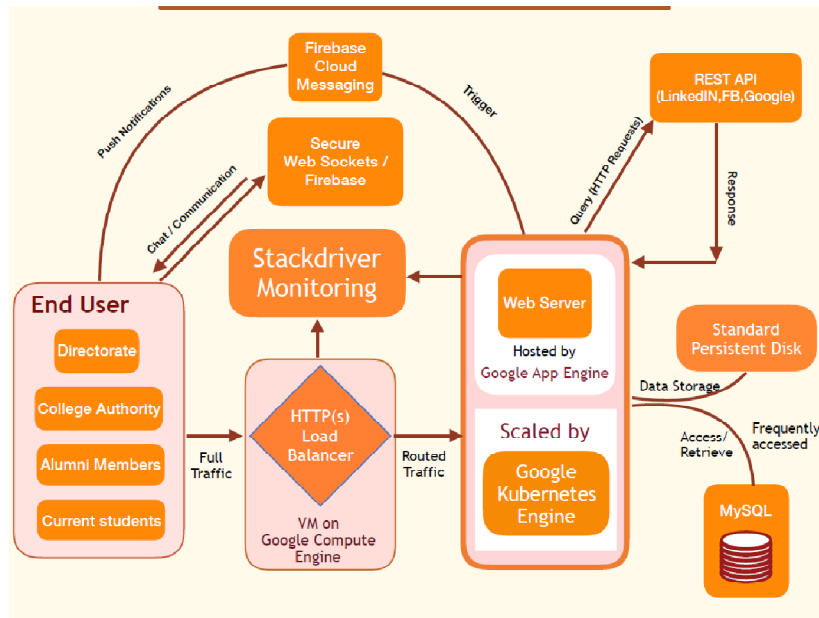 Firebase
Cloud
Messaging
Push Notifications
Trigger
REST API
(LinkedIN,FB,Google)
Secure
Web Sockets /
Firebase
Chat / Communication
Query (HTTP Requests)
Response
Stackdriver
Monitoring
End User
Directorate
College Authority
Alumni Members
Current students
Full
Traffic
HTTP(s)
Load
Balancer
VM on
Google Compute
Engine
Routed
Traffic
Web Server
Hosted by
Google App Engine
Scaled by
Google
Kubernetes
Engine
Standard
Persistent Disk
Data Storage
Access/
Retrieve
Frequently
accessed
MySQL